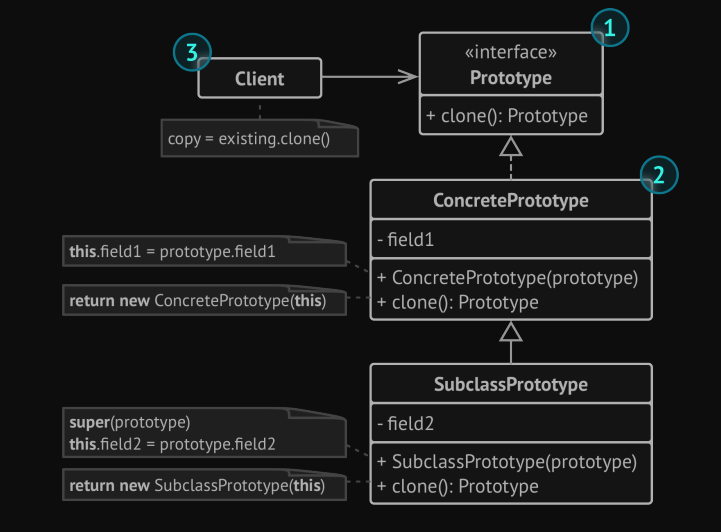 1
«interface»
Prototype
+ clone(): Prototype
3
Client
copy = existing.clone()
2
ConcretePrototype
- field1
+ ConcretePrototype(prototype)
+ clone(): Prototype
this.field1 = prototype.field1
return new ConcretePrototype(this)
SubclassPrototype
- field2
+ SubclassPrototype(prototype)
+ clone(): Prototype
super(prototype)
this.field2 = prototype.field2
return new SubclassPrototype(this)